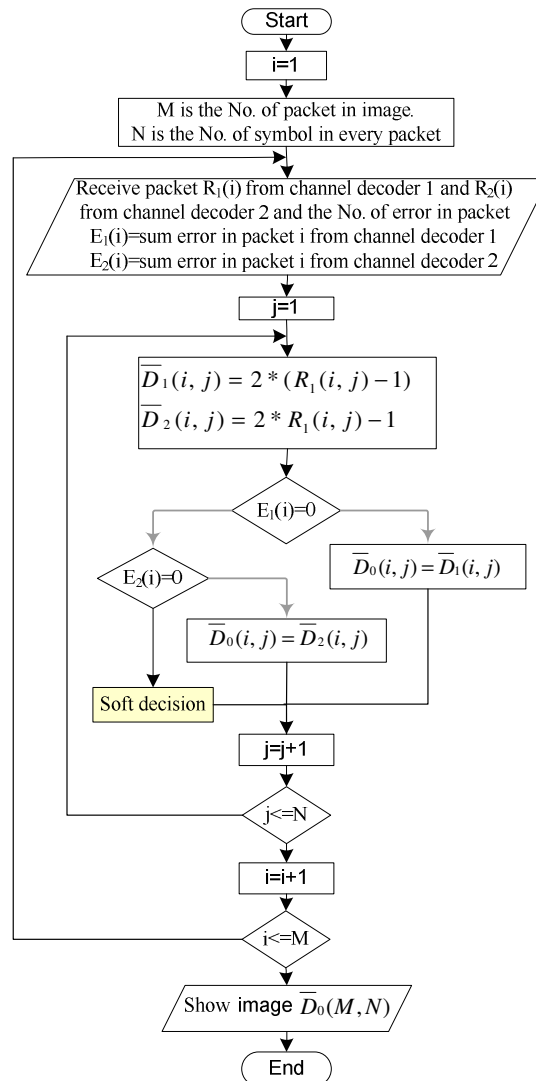 Start
i=1
M is the No. of packet in image.
N is the No. of symbol in every packet
Receive packet R₁(i) from channel decoder 1 and R₂(i)
from channel decoder 2 and the No. of error in packet
E₁(i)=sum error in packet i from channel decoder 1
E₂(i)=sum error in packet i from channel decoder 2
j=1
D̅₁(i, j) = 2 * (R₁(i, j) − 1)
D̅₂(i, j) = 2 * R₁(i, j) − 1
E₁(i)=0
D̅₀(i, j) = D̅₁(i, j)
E₂(i)=0
D̅₀(i, j) = D̅₂(i, j)
Soft decision
j=j+1
j<=N
i=i+1
i<=M
Show image D̅₀(M, N)
End